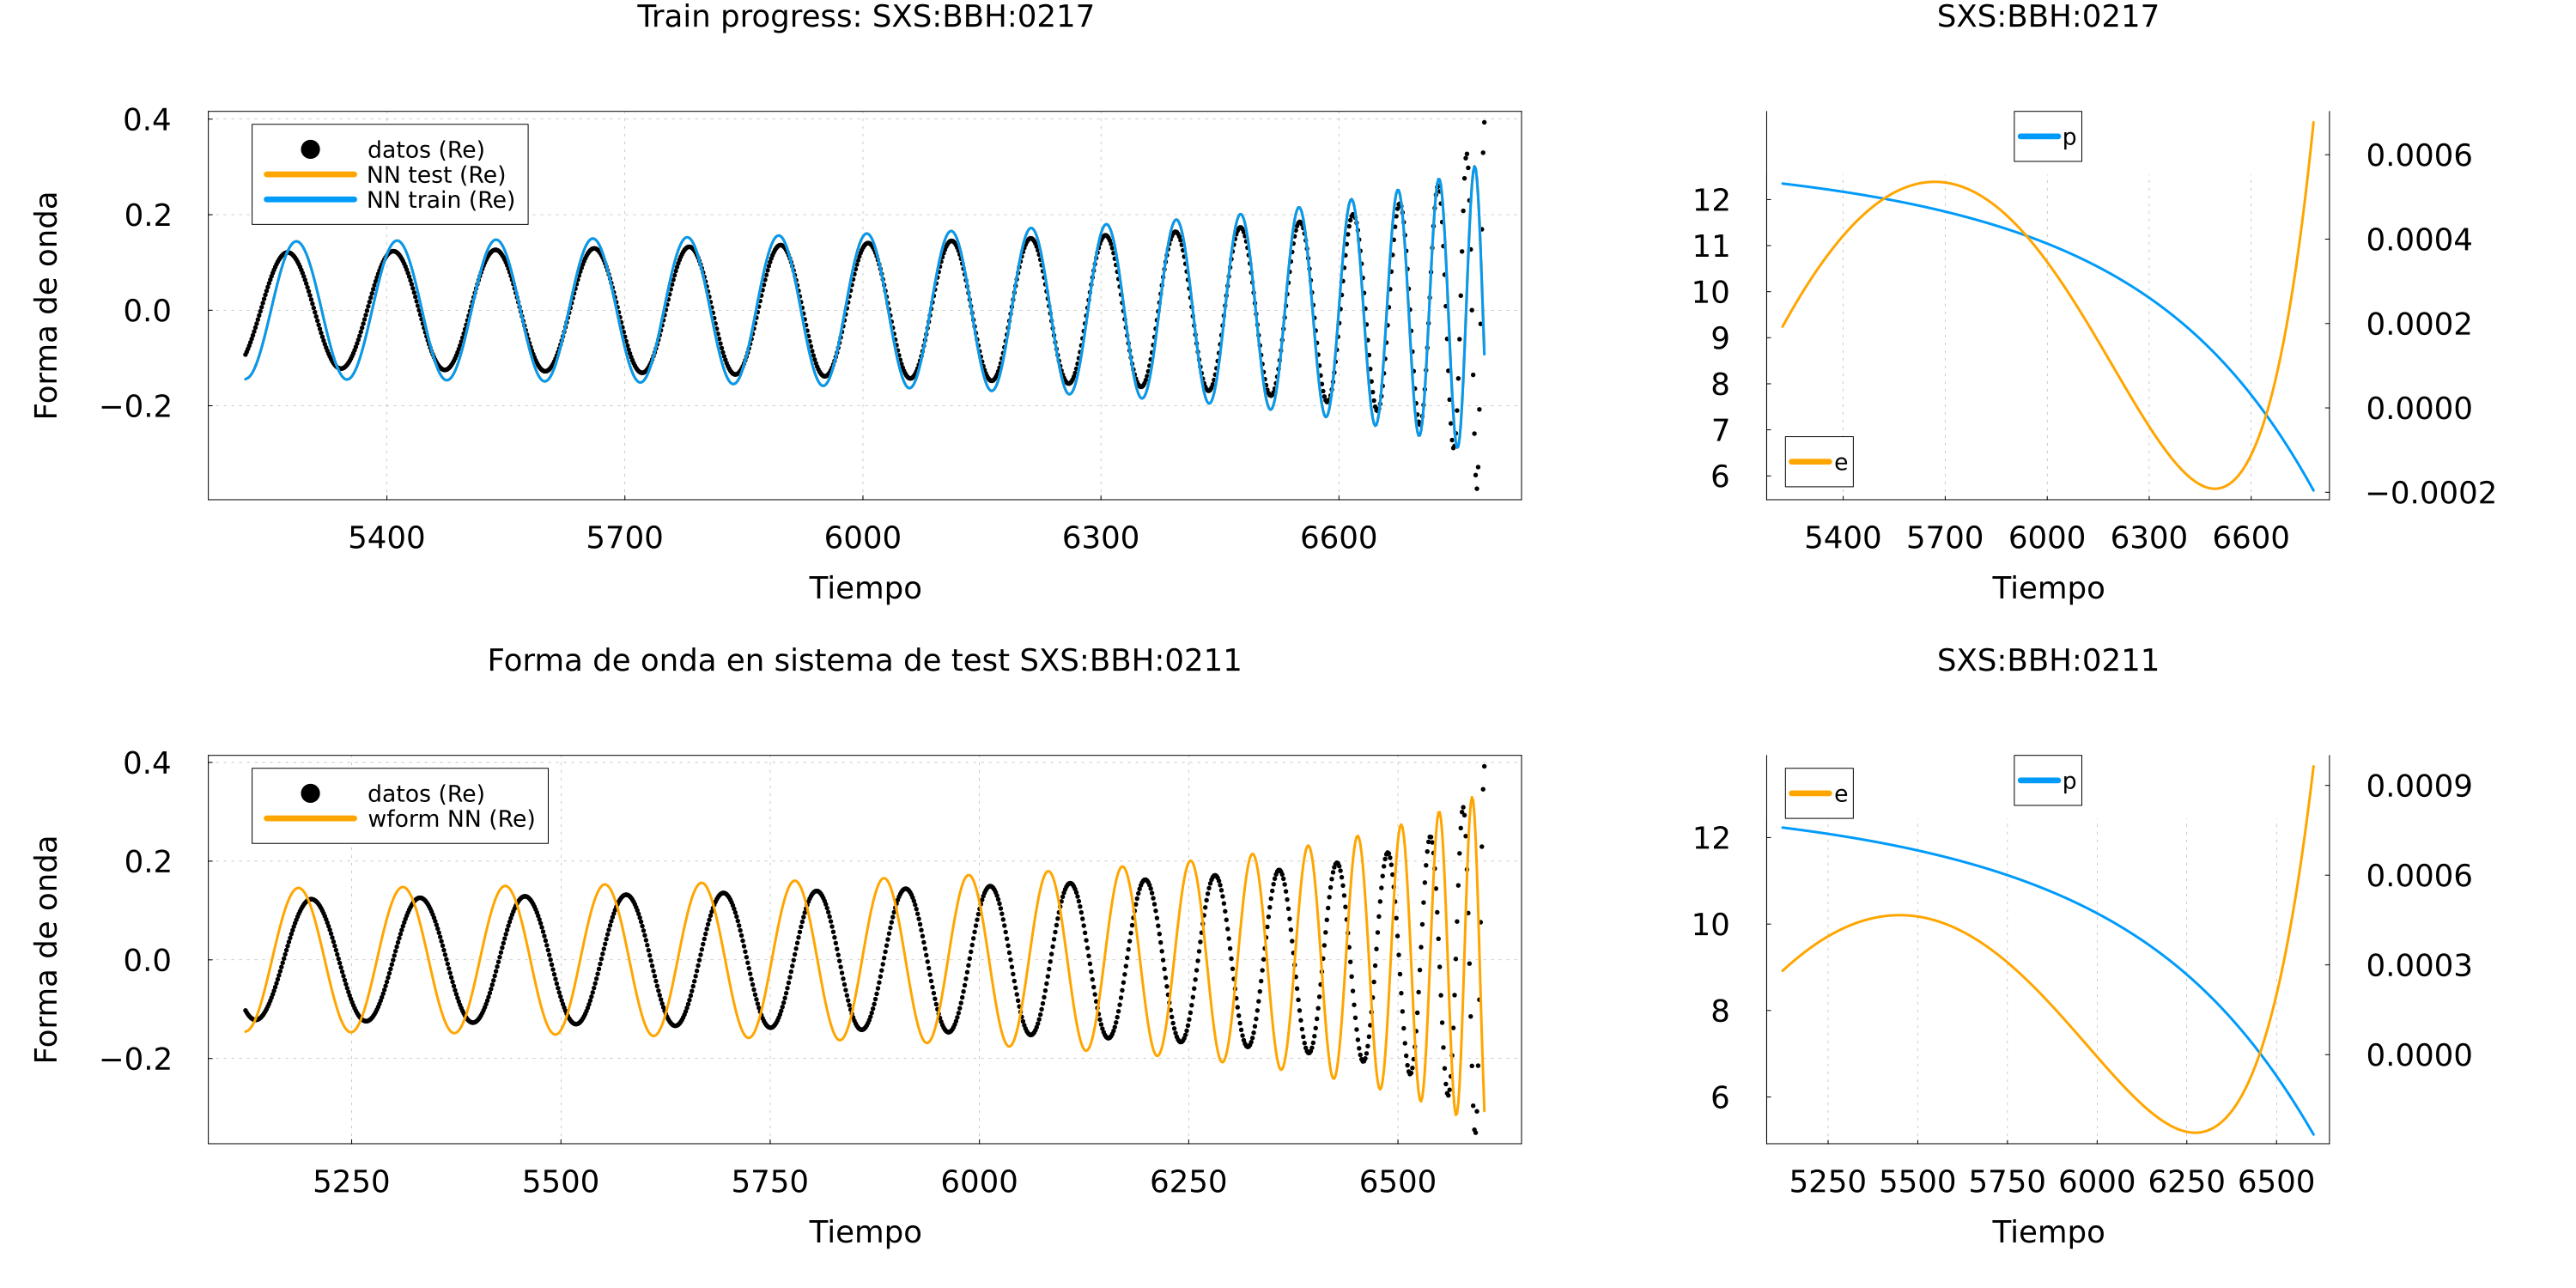 Train progress: SXS:BBH:0217
datos (Re)
NN test (Re)
NN train (Re)
0.4
0.2
0.0
−0.2
Forma de onda
5400 5700 6000 6300 6600
Tiempo
SXS:BBH:0217
p
e
12
11
10
9
8
7
6
0.0006
0.0004
0.0002
0.0000
−0.0002
5400 5700 6000 6300 6600
Tiempo
Forma de onda en sistema de test SXS:BBH:0211
datos (Re)
wform NN (Re)
0.4
0.2
0.0
−0.2
Forma de onda
5250 5500 5750 6000 6250 6500
Tiempo
SXS:BBH:0211
e
p
12
10
8
6
0.0009
0.0006
0.0003
0.0000
5250 5500 5750 6000 6250 6500
Tiempo